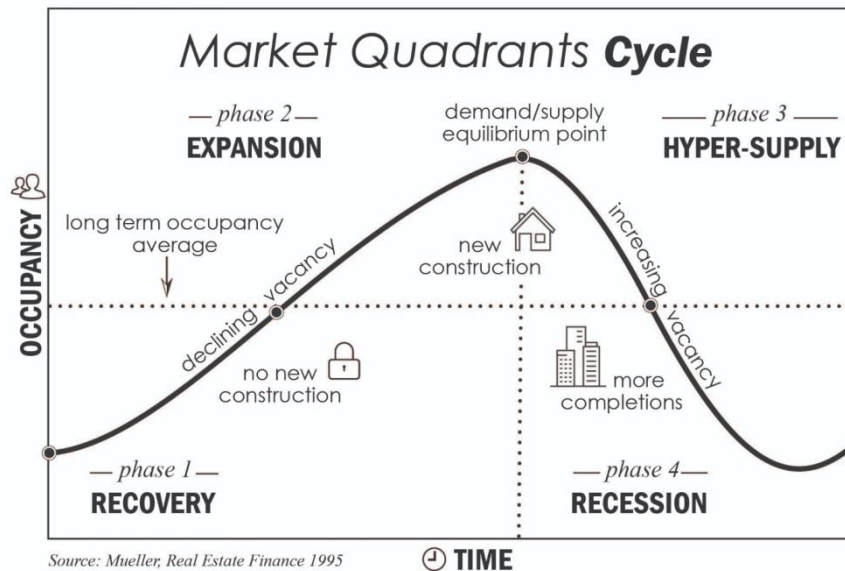 Market Quadrants Cycle
phase 2
EXPANSION
demand/supply
equilibrium point
phase 3
HYPER-SUPPLY
long term occupancy
average
OCCUPANCY
declining vacancy
new
construction
increasing vacancy
no new
construction
more
completions
phase 1
RECOVERY
phase 4
RECESSION
Source: Mueller, Real Estate Finance 1995
TIME